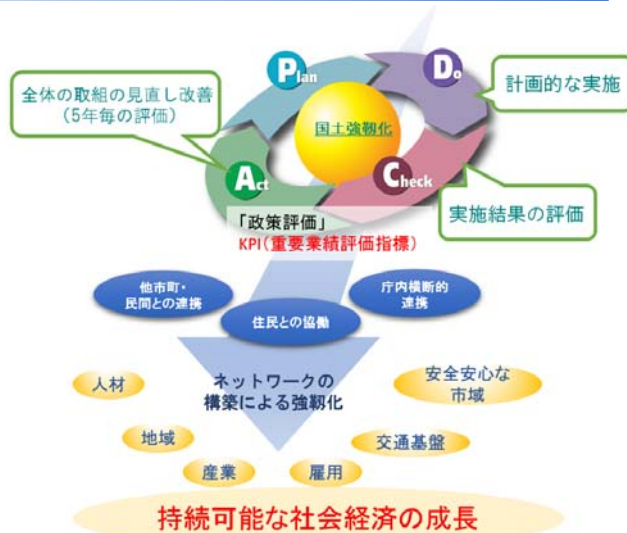 Plan
Do
全体の取組の見直し改善
（5年毎の評価）
計画的な実施
国土強靱化
Act
Check
「政策評価」
KPI（重要業績評価指標）
実施結果の評価
他市町・
民間との連携
庁内横断的
連携
住民との協働
人材
ネットワークの
構築による強靱化
安全安心な
市域
地域
交通基盤
産業
雇用
持続可能な社会経済の成長